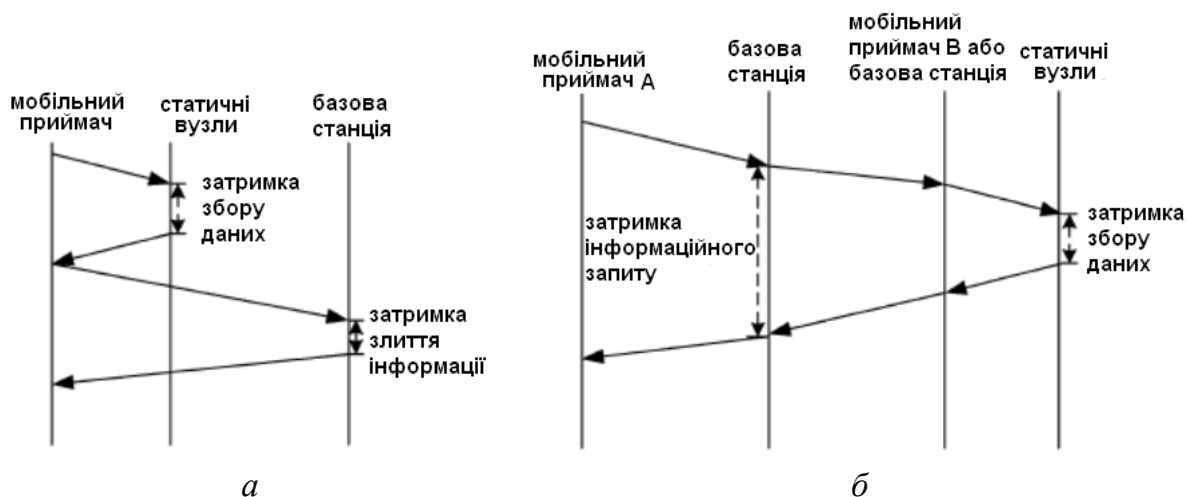 мобільний
приймач
статичні
вузли
базова
станція
затримка
збору
даних
затримка
злиття
інформації
а
мобільний
приймач А
базова
станція
мобільний
приймач В або
базова станція
статичні
вузли
затримка
інформаційного
запиту
затримка
збору
даних
б